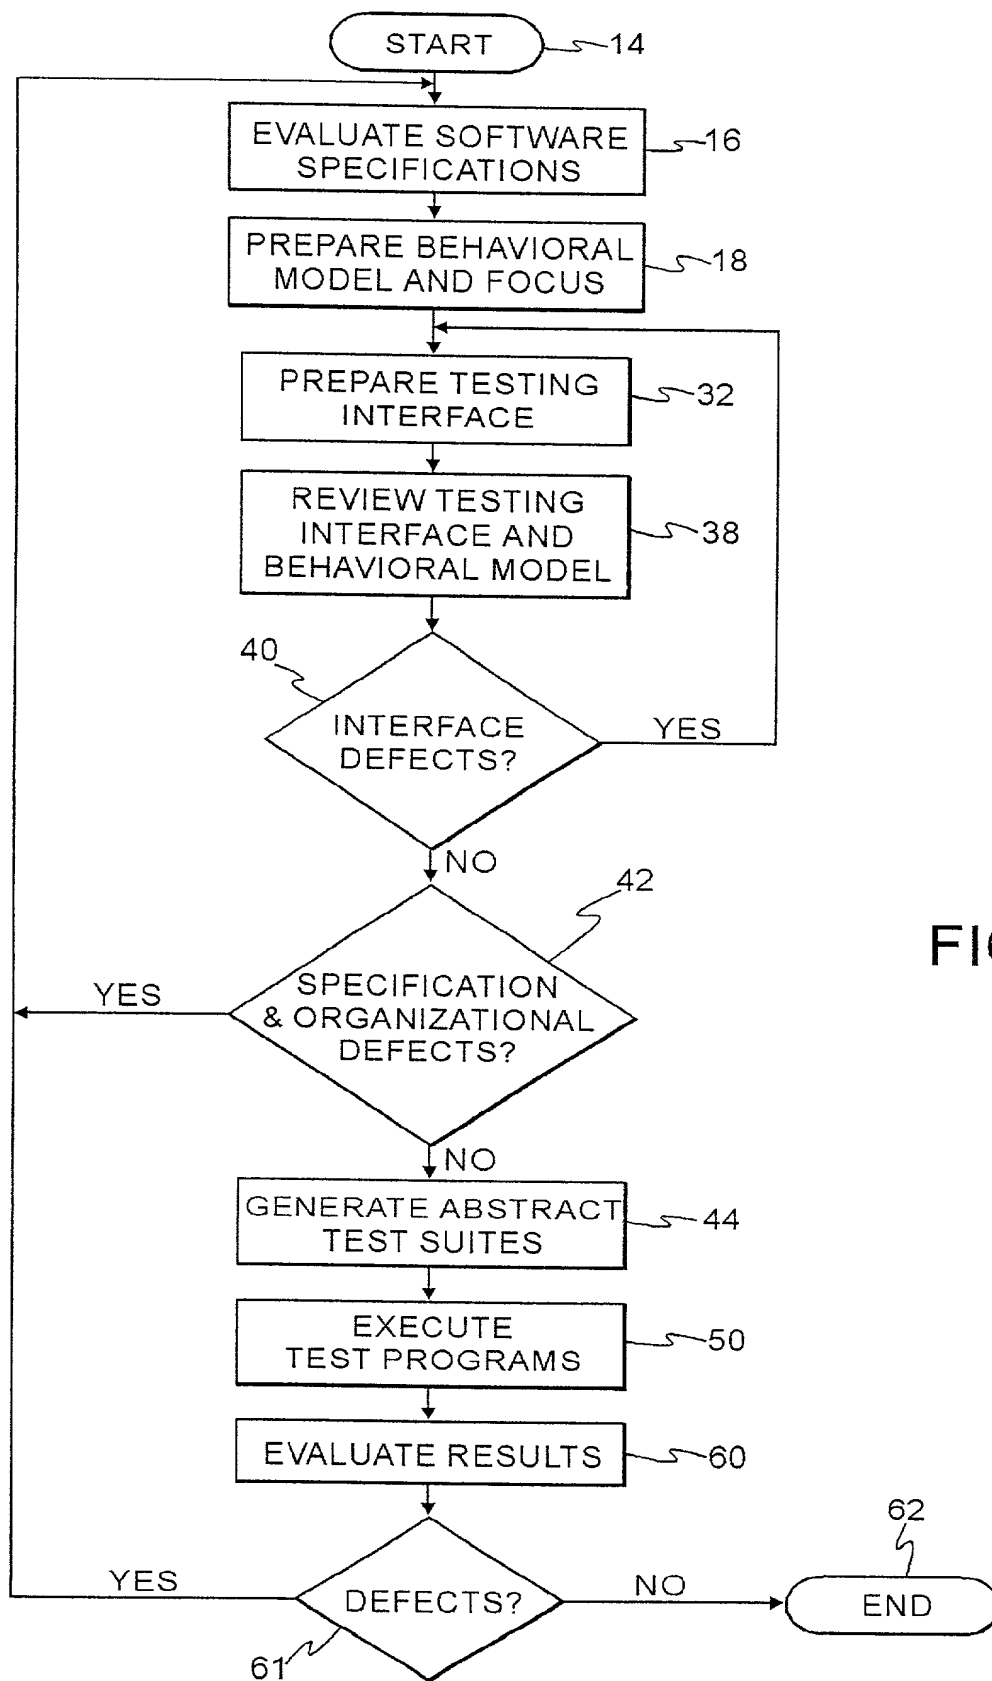 START
14
EVALUATE SOFTWARE
SPECIFICATIONS
16
PREPARE BEHAVIORAL
MODEL AND FOCUS
18
PREPARE TESTING
INTERFACE
32
REVIEW TESTING
INTERFACE AND
BEHAVIORAL MODEL
38
40
INTERFACE
DEFECTS?
YES
NO
42
SPECIFICATION
& ORGANIZATIONAL
DEFECTS?
YES
NO
FIG
GENERATE ABSTRACT
TEST SUITES
44
EXECUTE
TEST PROGRAMS
50
EVALUATE RESULTS
60
DEFECTS?
YES
NO
61
62
END